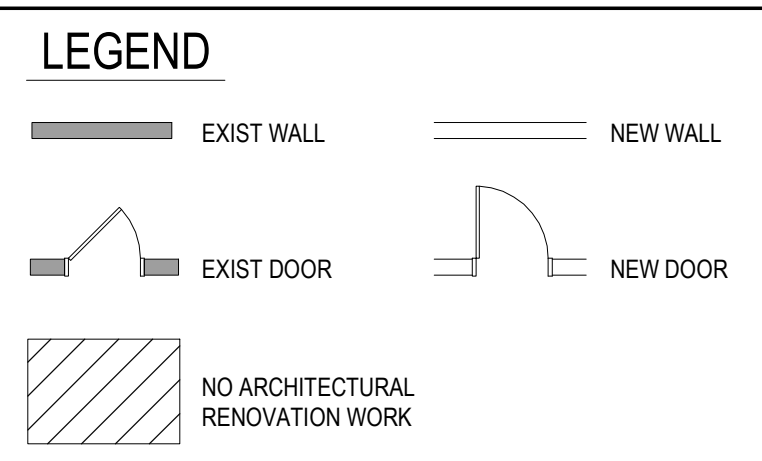 LEGEND
EXIST WALL
NEW WALL
EXIST DOOR
NEW DOOR
NO ARCHITECTURAL
RENOVATION WORK